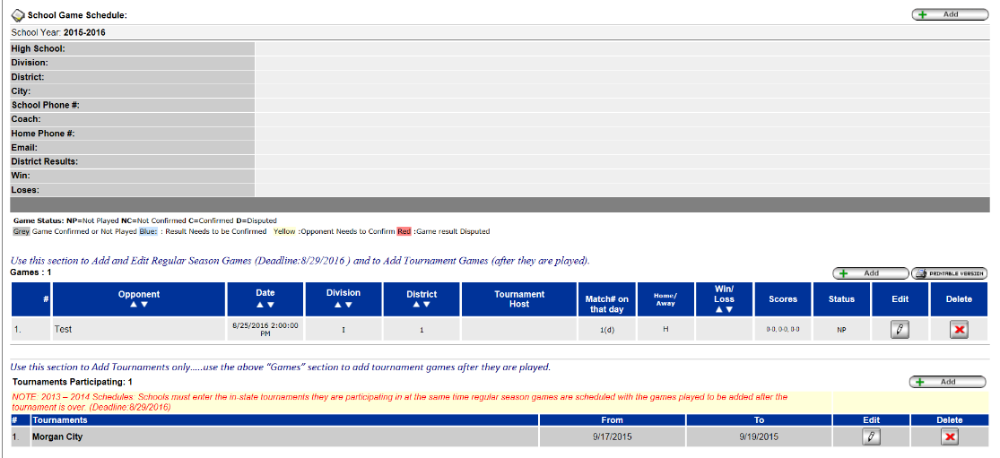 School Game Schedule:
Add
School Year: 2015-2016
High School:
Division:
District:
City:
School Phone #:
Coach:
Home Phone #:
Email:
District Results:
Win:
Loses:
Game Status: NP=Not Played NC=Not Confirmed C=Confirmed D=Disputed
Grey Game Confirmed or Not Played Blue: : Result Needs to be Confirmed Yellow :Opponent Needs to Confirm Red :Game result Disputed
Use this section to Add and Edit Regular Season Games (Deadline:8/29/2016 ) and to Add Tournament Games (after they are played).
Games : 1
Add
PRINTABLE VERSION
# Opponent Date Division District Tournament Host Match# on that day Home/ Away Win/ Loss Scores Status Edit Delete
1. Test 8/25/2016 2:00:00 PM I 1 1(d) H 0-0, 0-0, 0-0 NP
Use this section to Add Tournaments only.....use the above “Games” section to add tournament games after they are played.
Tournaments Participating: 1
Add
NOTE: 2013 – 2014 Schedules: Schools must enter the in-state tournaments they are participating in at the same time regular season games are scheduled with the games played to be added after the
tournament is over. (Deadline:8/29/2016)
# Tournaments From To Edit Delete
1. Morgan City 9/17/2015 9/19/2015